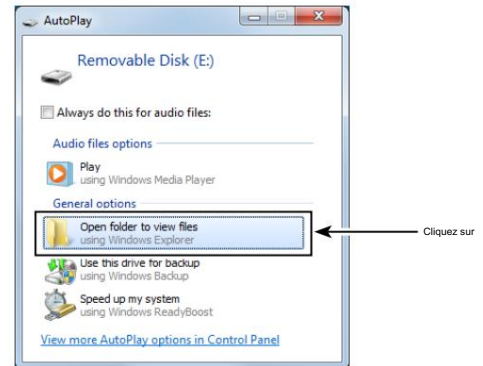 AutoPlay
Removable Disk (E:)
Always do this for audio files:
Audio files options
Play
using Windows Media Player
General options
Open folder to view files
using Windows Explorer
Cliquez sur
Use this drive for backup
using Windows Backup
Speed up my system
using Windows ReadyBoost
View more AutoPlay options in Control Panel